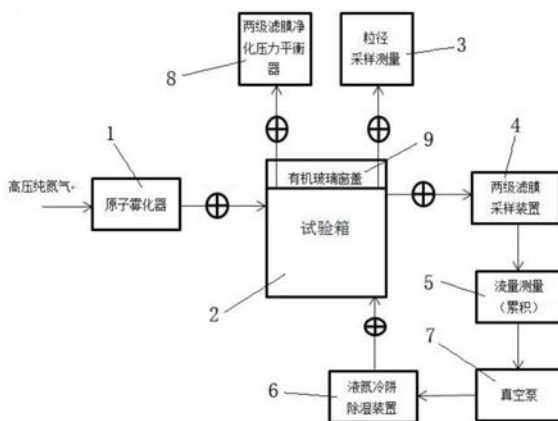 两级滤膜净
化压力平衡
器
8
粒径
采样测量
3
1
9
4
高压纯氮气
原子雾化器
有机玻璃窗盖
两级滤膜
采样装置
试验箱
2
5
流量测量
（累积）
6
液氮冷阱
除湿装置
7
真空泵